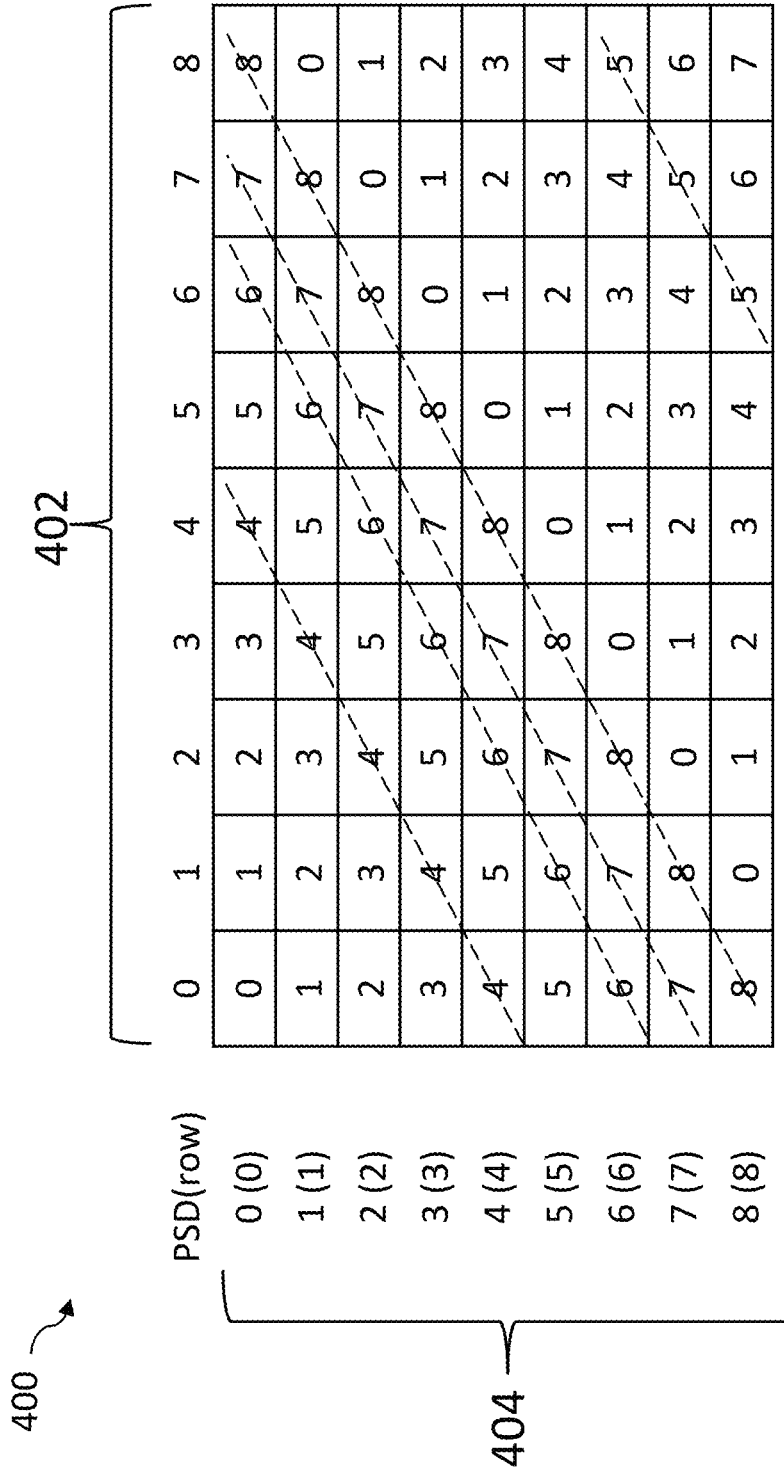 400
402
0 1 2 3 4 5 6 7 8
PSD(row)
0 (0) 0 1 2 3 4 5 6 7 8
1 (1) 1 2 3 4 5 6 7 8 0
2 (2) 2 3 4 5 6 7 8 0 1
3 (3) 3 4 5 6 7 8 0 1 2
4 (4) 4 5 6 7 8 0 1 2 3
5 (5) 5 6 7 8 0 1 2 3 4
6 (6) 6 7 8 0 1 2 3 4 5
7 (7) 7 8 0 1 2 3 4 5 6
8 (8) 8 0 1 2 3 4 5 6 7
404